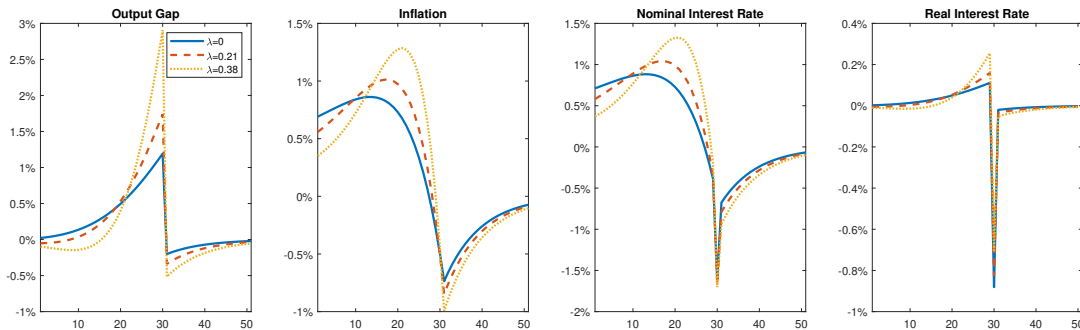 Output Gap
3%
2.5%
2%
1.5%
1%
0.5%
0%
-0.5%
-1%
10 20 30 40 50
λ=0
λ=0.21
λ=0.38
Inflation
1.5%
1%
0.5%
0%
-0.5%
-1%
10 20 30 40 50
Nominal Interest Rate
1.5%
1%
0.5%
0%
-0.5%
-1%
-1.5%
-2%
10 20 30 40 50
Real Interest Rate
0.4%
0.2%
0%
-0.2%
-0.4%
-0.6%
-0.8%
-1%
10 20 30 40 50